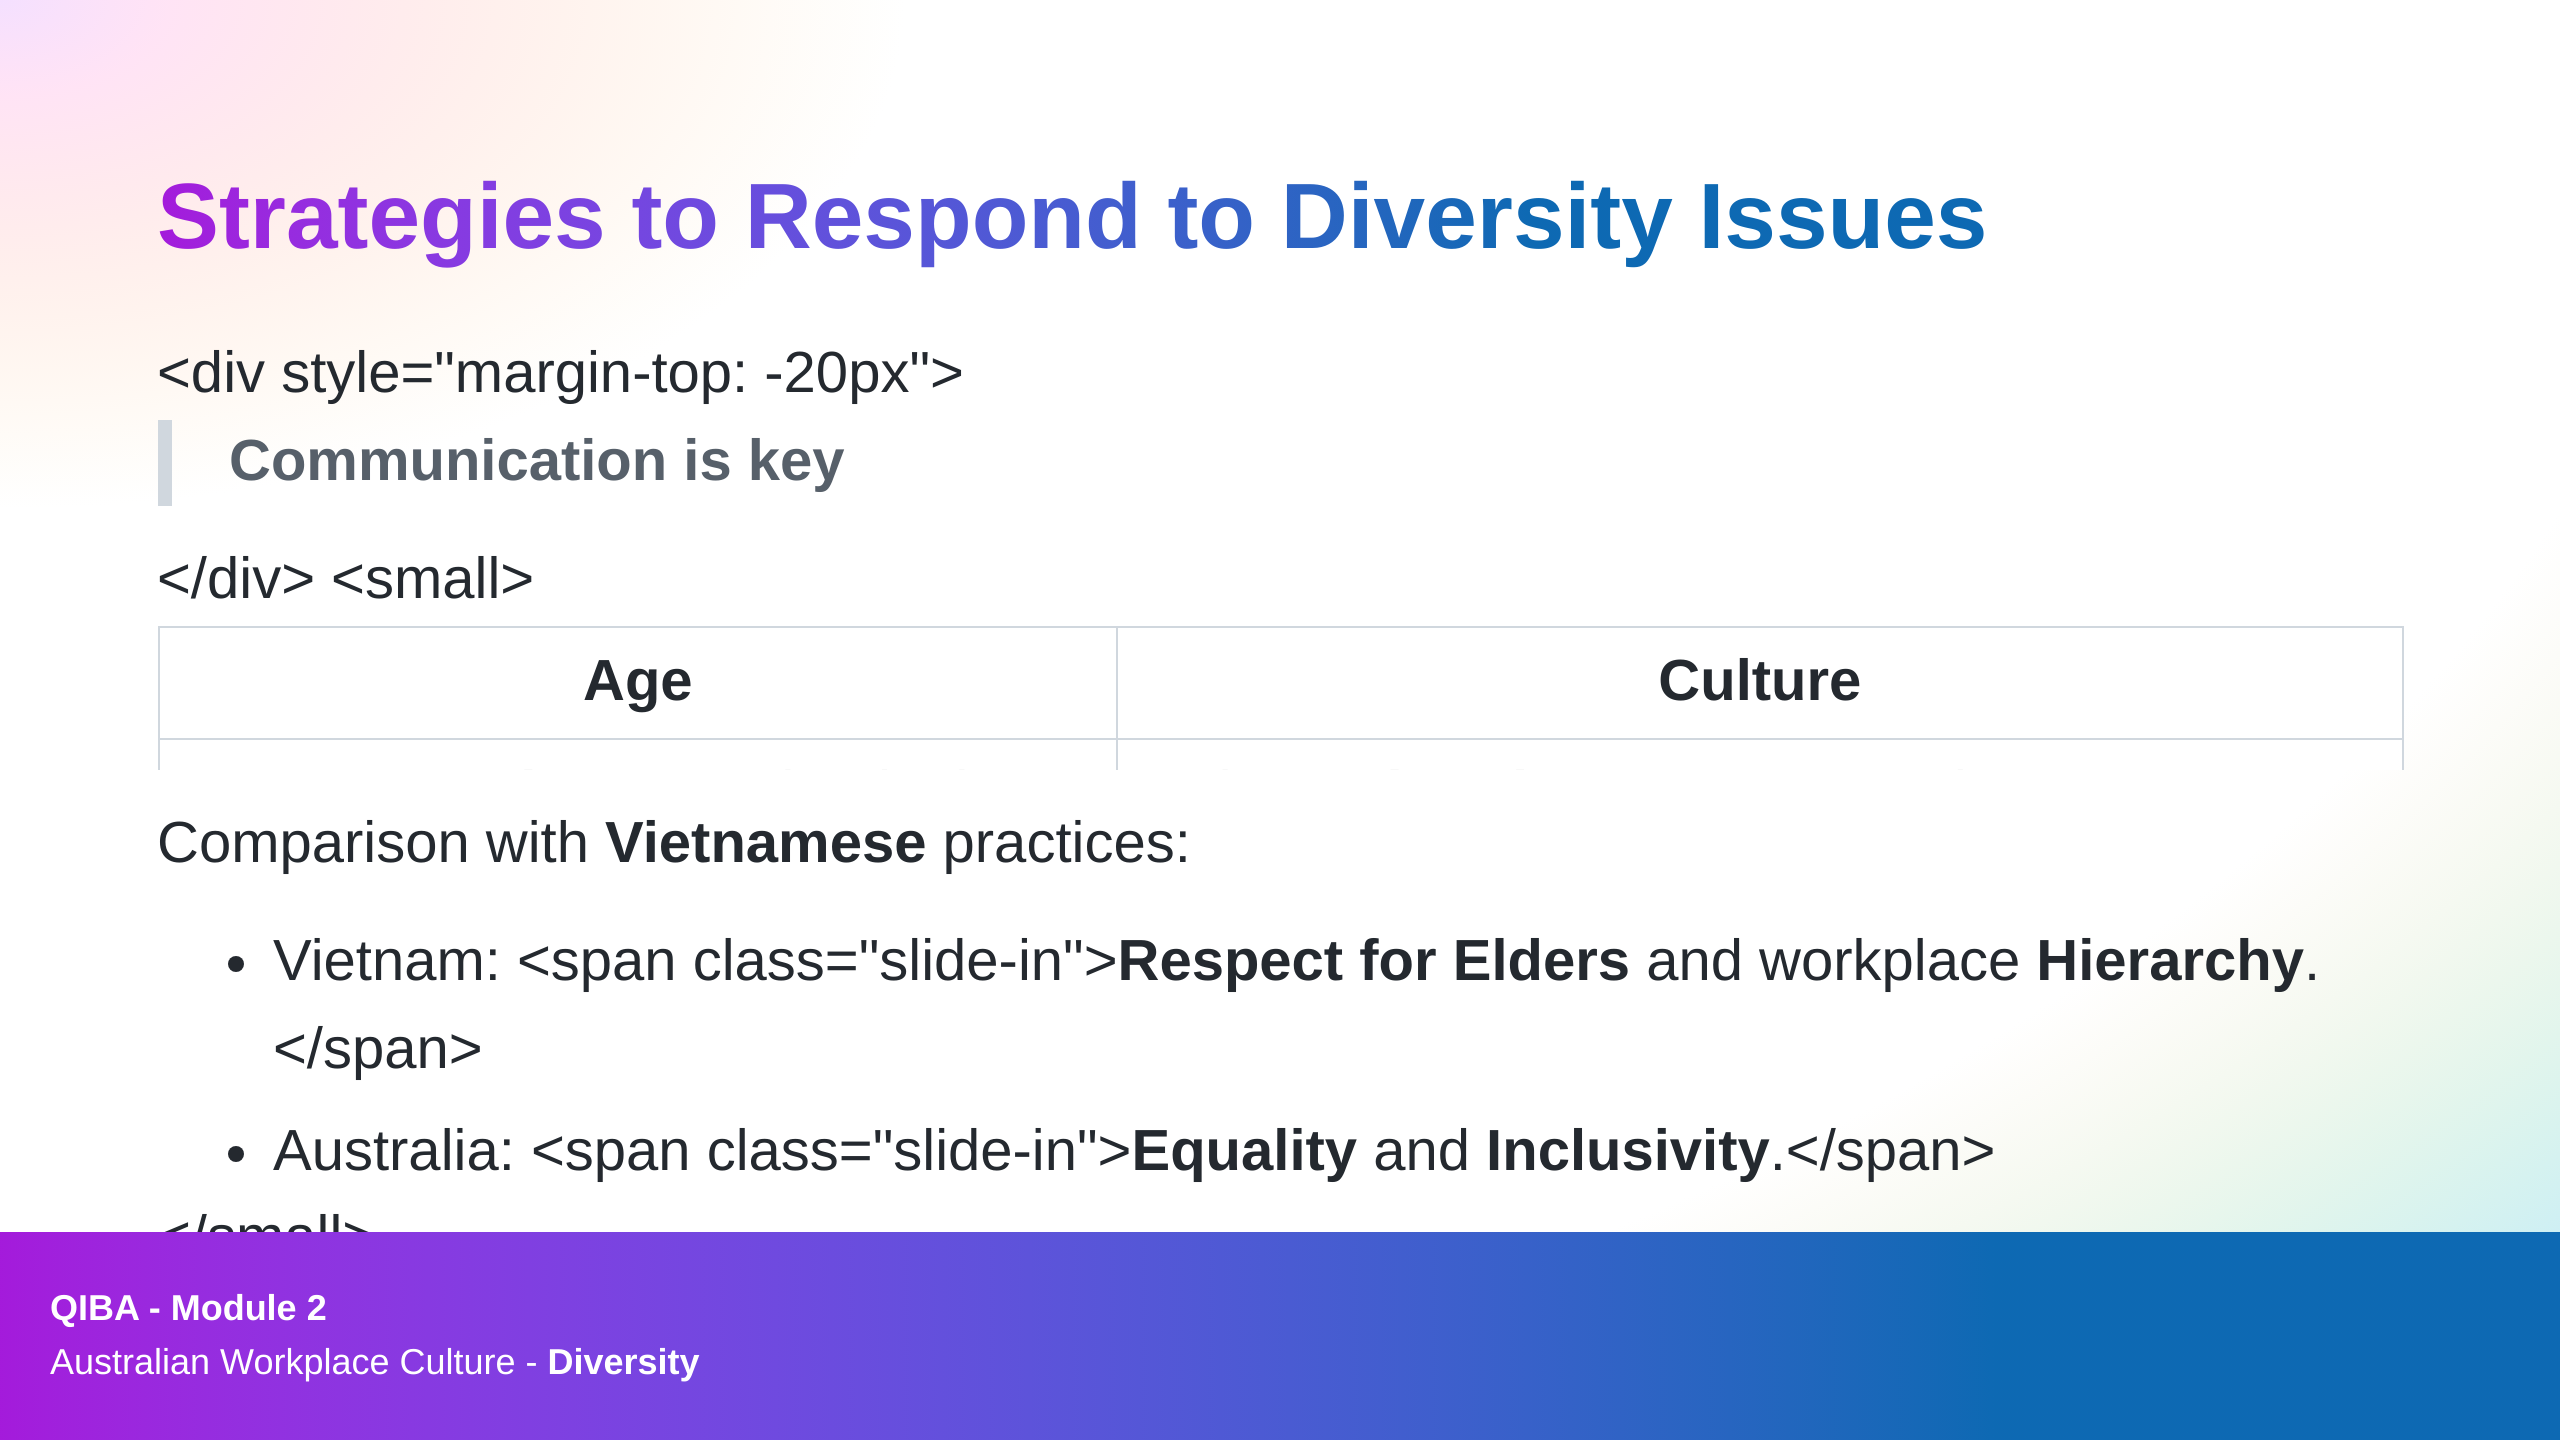 Strategies to Respond to Diversity Issues
<div style="margin-top: -20px">
Communication is key
</div> <small>
Age Culture
Comparison with Vietnamese practices:
• Vietnam: <span class="slide-in">Respect for Elders and workplace Hierarchy.
</span>
• Australia: <span class="slide-in">Equality and Inclusivity.</span>
</small>
QIBA - Module 2
Australian Workplace Culture - Diversity